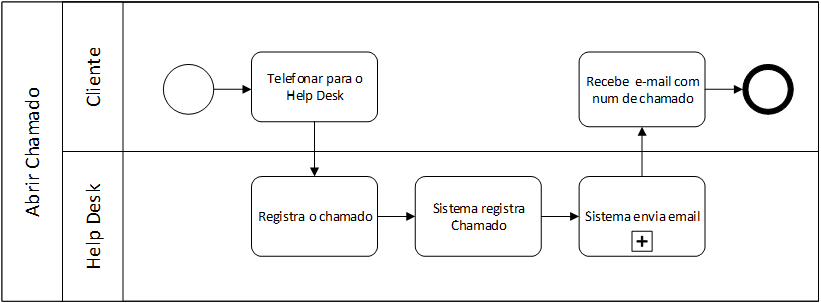 Abrir Chamado
Cliente
Telefonar para o
Help Desk
Recebe e-mail com
num de chamado
Help Desk
Registra o chamado
Sistema registra
Chamado
Sistema envia email